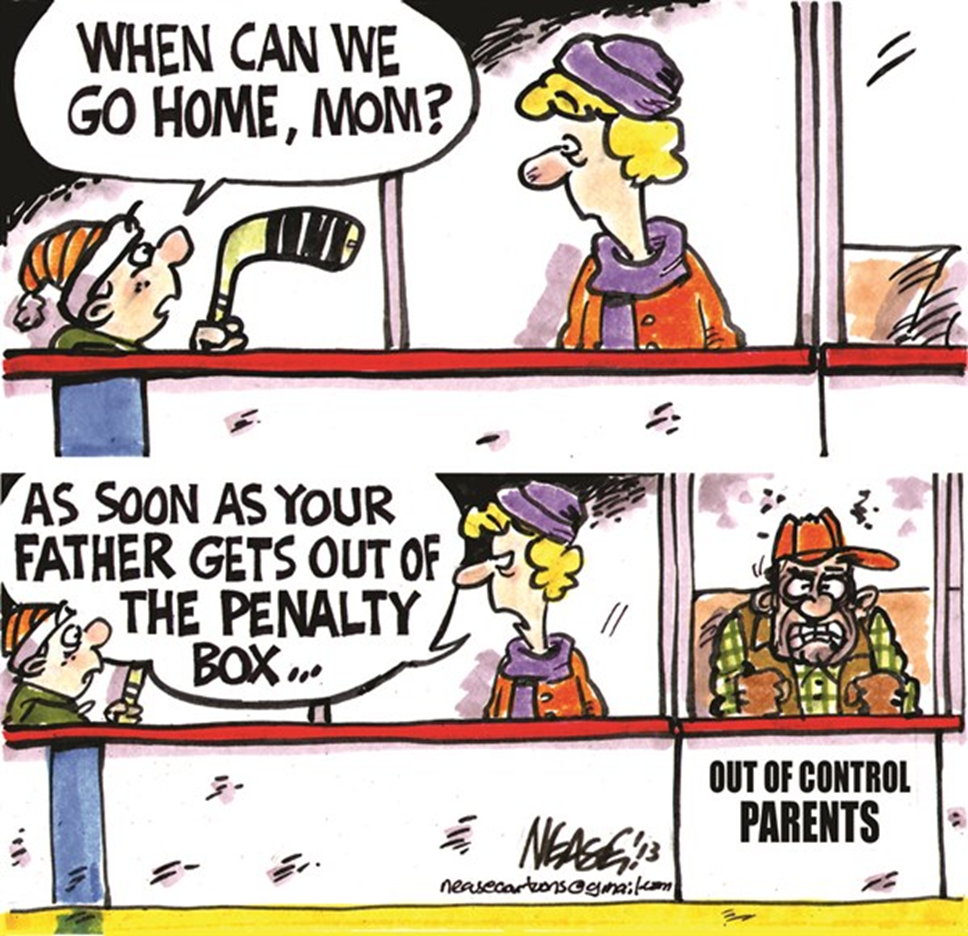 WHEN CAN WE
GO HOME, MOM?
AS SOON AS YOUR
FATHER GETS OUT OF
THE PENALTY
BOX...
OUT OF CONTROL
PARENTS
NEASE '13
neasecartoons@gmail.com